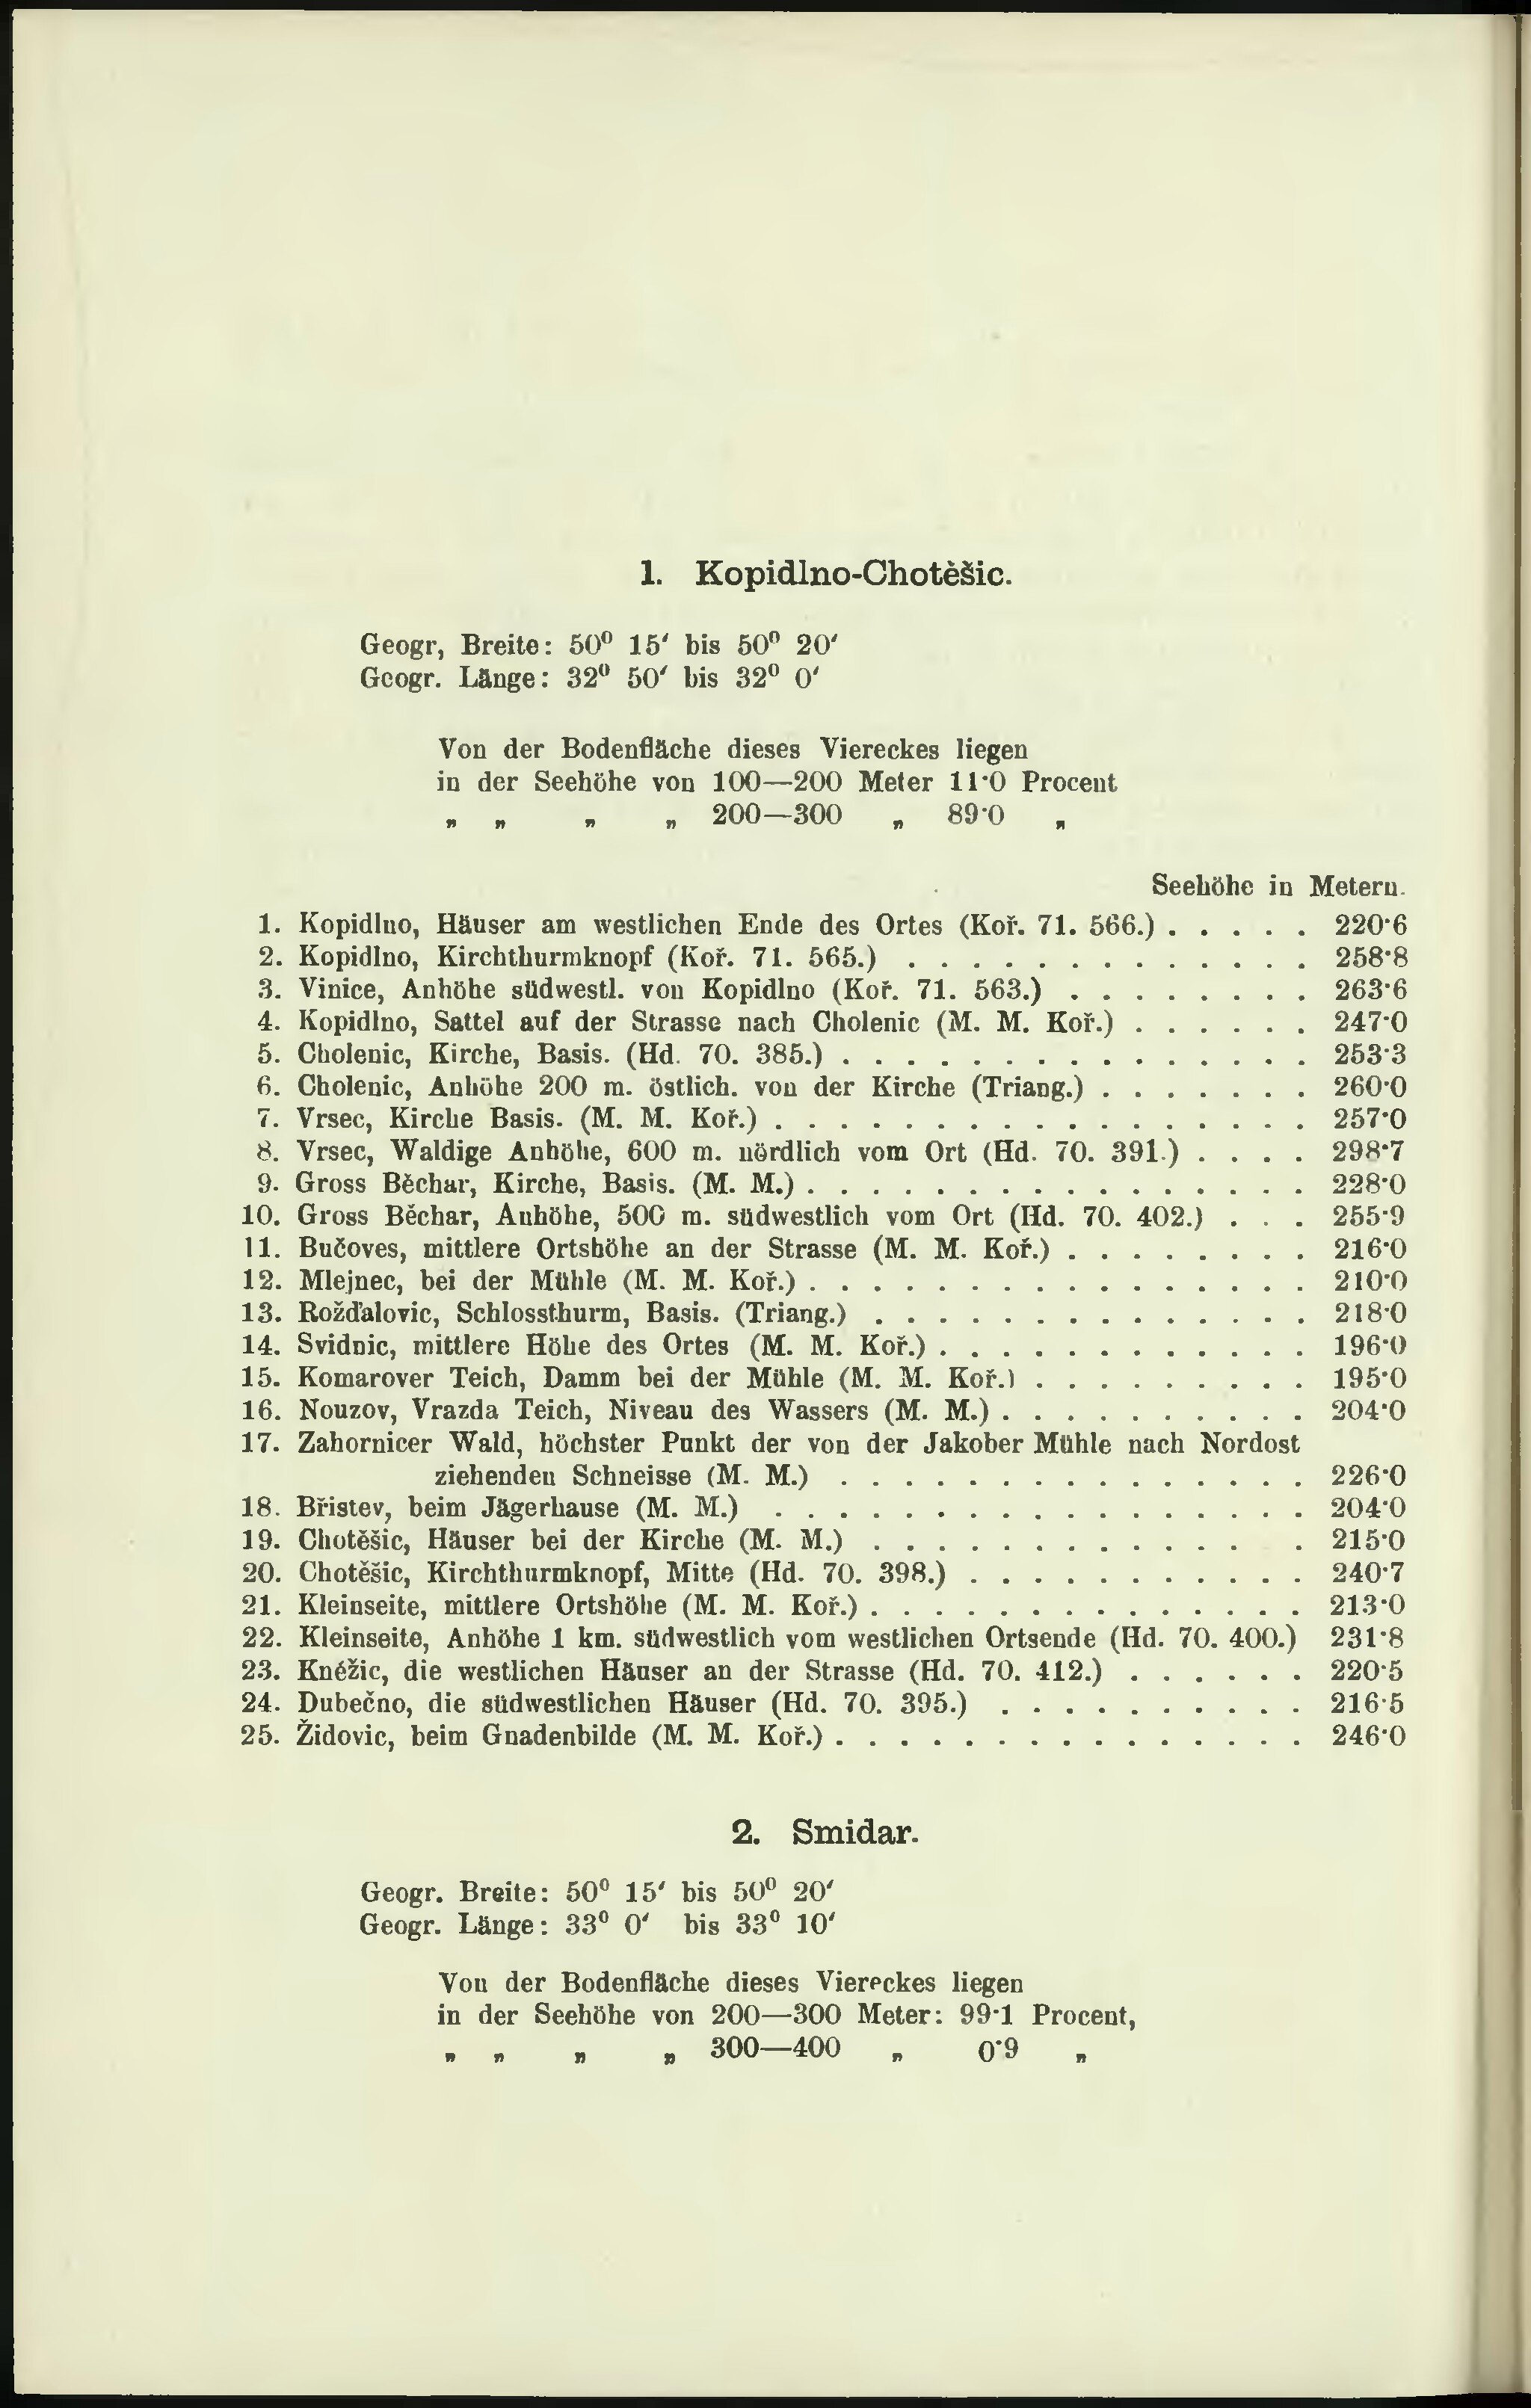 1. Kopidlno-Chotěšic.
Geogr, Breite: 50⁰ 15′ bis 50⁰ 20′
Geogr. Länge: 32⁰ 50′ bis 32⁰ 0′
Von der Bodenfläche dieses Viereckes liegen
in der Seehöhe von 100—200 Meter 11·0 Procent
„ „ „ „ 200—300 „ 89·0 „
Seehöhe in Metern.
1. Kopidlno, Häuser am westlichen Ende des Ortes (Koř. 71. 566.) . . . . . 220·6
2. Kopidlno, Kirchthurmknopf (Koř. 71. 565.) . . . . . . . . . . . . . 258·8
3. Vinice, Anhöhe südwestl. von Kopidlno (Koř. 71. 563.) . . . . . . . . 263·6
4. Kopidlno, Sattel auf der Strasse nach Cholenic (M. M. Koř.) . . . . . . 247·0
5. Cholenic, Kirche, Basis. (Hd. 70. 385.) . . . . . . . . . . . . . . . 253·3
6. Cholenic, Anhöhe 200 m. östlich. von der Kirche (Triang.) . . . . . . . 260·0
7. Vrsec, Kirche Basis. (M. M. Koř.) . . . . . . . . . . . . . . . . . 257·0
8. Vrsec, Waldige Anhöhe, 600 m. nördlich vom Ort (Hd. 70. 391.) . . . . 298·7
9. Gross Běchar, Kirche, Basis. (M. M.) . . . . . . . . . . . . . . . . 228·0
10. Gross Běchar, Anhöhe, 500 m. südwestlich vom Ort (Hd. 70. 402.) . . . 255·9
11. Bučoves, mittlere Ortshöhe an der Strasse (M. M. Koř.) . . . . . . . . 216·0
12. Mlejnec, bei der Mühle (M. M. Koř.) . . . . . . . . . . . . . . . . 210·0
13. Rožďalovic, Schlossthurm, Basis. (Triang.) . . . . . . . . . . . . . . 218·0
14. Svidnic, mittlere Höhe des Ortes (M. M. Koř.) . . . . . . . . . . . . 196·0
15. Komarover Teich, Damm bei der Mühle (M. M. Koř.) . . . . . . . . . 195·0
16. Nouzov, Vrazda Teich, Niveau des Wassers (M. M.) . . . . . . . . . . 204·0
17. Zahornicer Wald, höchster Punkt der von der Jakober Mühle nach Nordost
ziehenden Schneisse (M. M.) . . . . . . . . . . . . . . . 226·0
18. Břistev, beim Jägerhause (M. M.) . . . . . . . . . . . . . . . . . 204·0
19. Chotěšic, Häuser bei der Kirche (M. M.) . . . . . . . . . . . . . 215·0
20. Chotěšic, Kirchthurmknopf, Mitte (Hd. 70. 398.) . . . . . . . . . . . 240·7
21. Kleinseite, mittlere Ortshöhe (M. M. Koř.) . . . . . . . . . . . . . . 213·0
22. Kleinseite, Anhöhe 1 km. südwestlich vom westlichen Ortsende (Hd. 70. 400.) 231·8
23. Kněžic, die westlichen Häuser an der Strasse (Hd. 70. 412.) . . . . . . 220·5
24. Dubečno, die südwestlichen Häuser (Hd. 70. 395.) . . . . . . . . . . 216·5
25. Židovic, beim Gnadenbilde (M. M. Koř.) . . . . . . . . . . . . . . . 246·0
2. Smidar.
Geogr. Breite: 50⁰ 15′ bis 50⁰ 20′
Geogr. Länge: 33⁰ 0′ bis 33⁰ 10′
Von der Bodenfläche dieses Viereckes liegen
in der Seehöhe von 200—300 Meter: 99·1 Procent,
„ „ „ „ 300—400 „ 0·9 „